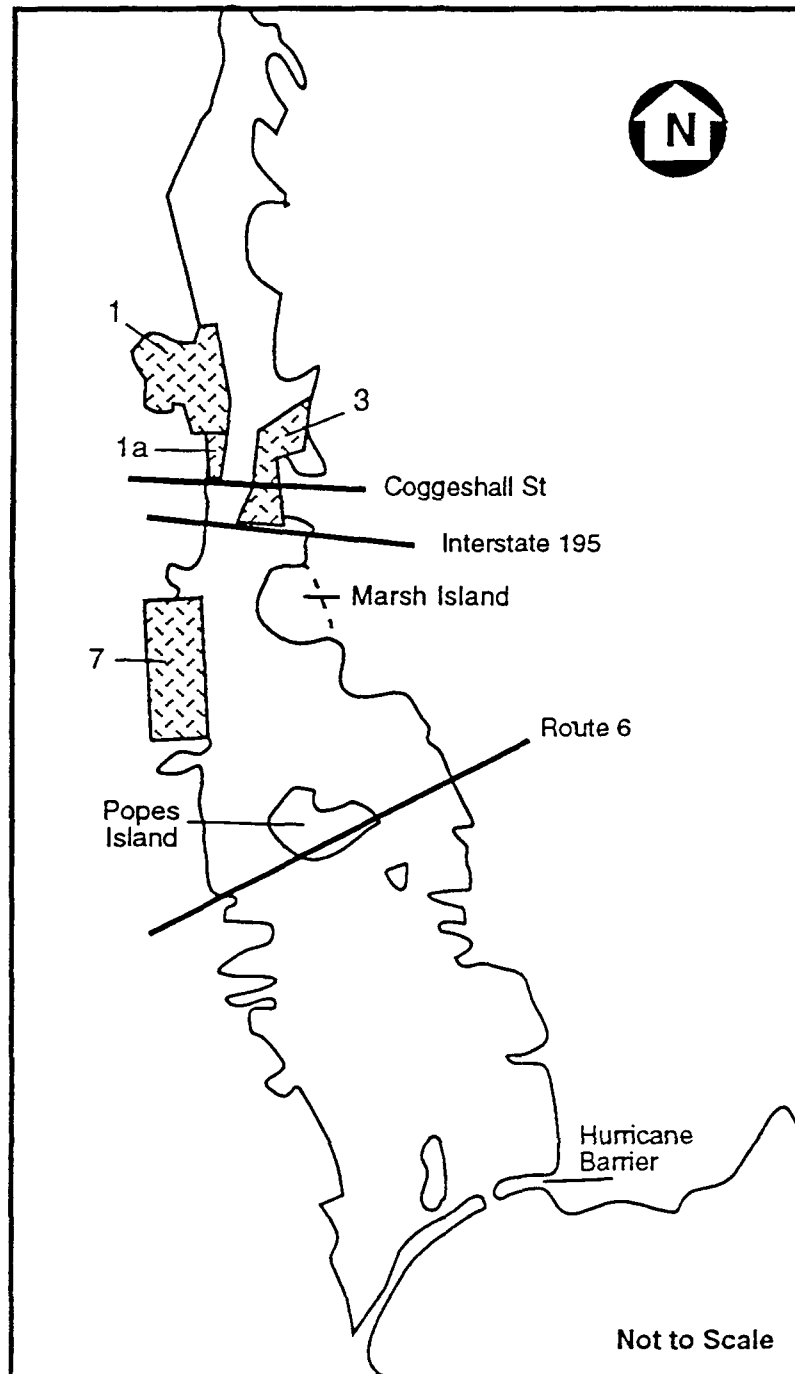 N
1
3
1a
Coggeshall St
Interstate 195
Marsh Island
7
Route 6
Popes
Island
Hurricane
Barrier
Not to Scale